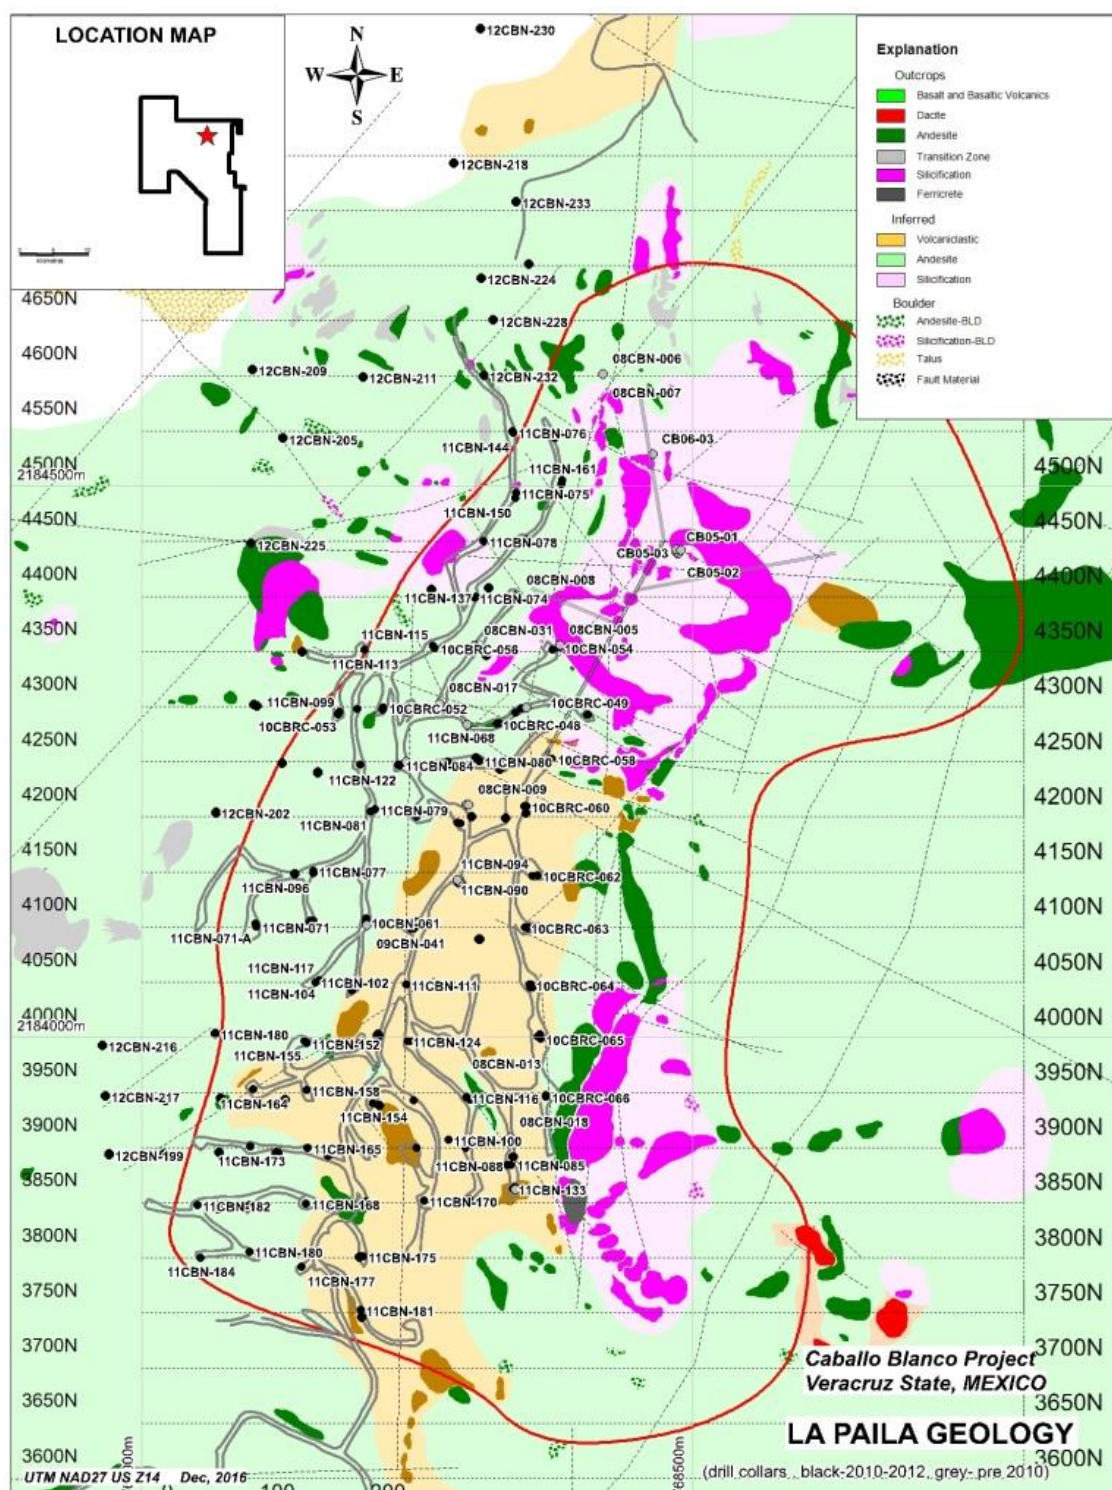 LOCATION MAP
N
W
E
S
Explanation
Outcrops
Basalt and Basaltic Volcanics
Dacite
Andesite
Transition Zone
Silicification
Ferricrete
Inferred
Volcaniclastic
Andesite
Silicification
Boulder
Andesite-BLD
Silicification-BLD
Talus
Fault Material
12CBN-230
12CBN-218
12CBN-233
12CBN-224
12CBN-228
12CBN-209
12CBN-211
12CBN-232
08CBN-006
08CBN-007
12CBN-205
11CBN-144
11CBN-076
CB06-03
11CBN-161
11CBN-075
11CBN-150
12CBN-225
11CBN-078
CB05-01
CB05-03
CB05-02
08CBN-008
11CBN-137
11CBN-074
11CBN-115
08CBN-031
08CBN-005
10CBRC-056
10CBN-054
11CBN-113
08CBN-017
11CBN-099
10CBRC-052
10CBRC-049
10CBRC-053
10CBRC-048
11CBN-068
11CBN-122
11CBN-084
11CBN-080
10CBRC-058
08CBN-009
12CBN-202
11CBN-079
10CBRC-060
11CBN-081
11CBN-094
11CBN-077
11CBN-096
11CBN-090
10CBRC-062
11CBN-071-A
11CBN-071
10CBN-061
09CBN-041
10CBRC-063
11CBN-117
11CBN-102
11CBN-104
11CBN-111
10CBRC-064
11CBN-180
12CBN-216
11CBN-155
11CBN-152
11CBN-124
10CBRC-065
08CBN-013
12CBN-217
11CBN-164
11CBN-158
11CBN-154
11CBN-116
10CBRC-066
08CBN-018
12CBN-199
11CBN-173
11CBN-165
11CBN-100
11CBN-088
11CBN-085
11CBN-133
11CBN-182
11CBN-168
11CBN-170
11CBN-184
11CBN-180
11CBN-175
11CBN-177
11CBN-181
4650N
4600N
4550N
4500N
2184500m
4450N
4400N
4350N
4300N
4250N
4200N
4150N
4100N
4050N
4000N
2184000m
3950N
3900N
3850N
3800N
3750N
3700N
3650N
3600N
4500N
4450N
4400N
4350N
4300N
4250N
4200N
4150N
4100N
4050N
4000N
3950N
3900N
3850N
3800N
3750N
3700N
3650N
3600N
Caballo Blanco Project
Veracruz State, MEXICO
LA PAILA GEOLOGY
(drill collars , black-2010-2012, grey- pre 2010)
UTM NAD27 US Z14 Dec, 2016